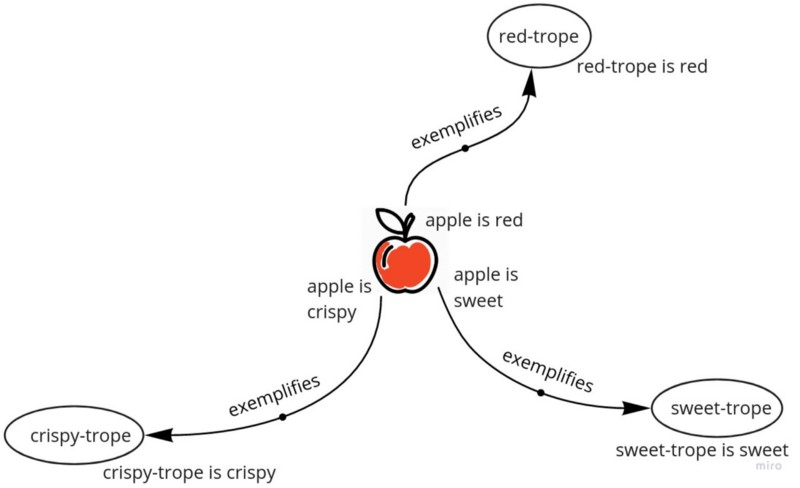 red-trope
red-trope is red
exemplifies
apple is red
apple is
crispy
apple is
sweet
exemplifies
exemplifies
crispy-trope
crispy-trope is crispy
sweet-trope
sweet-trope is sweet
miro